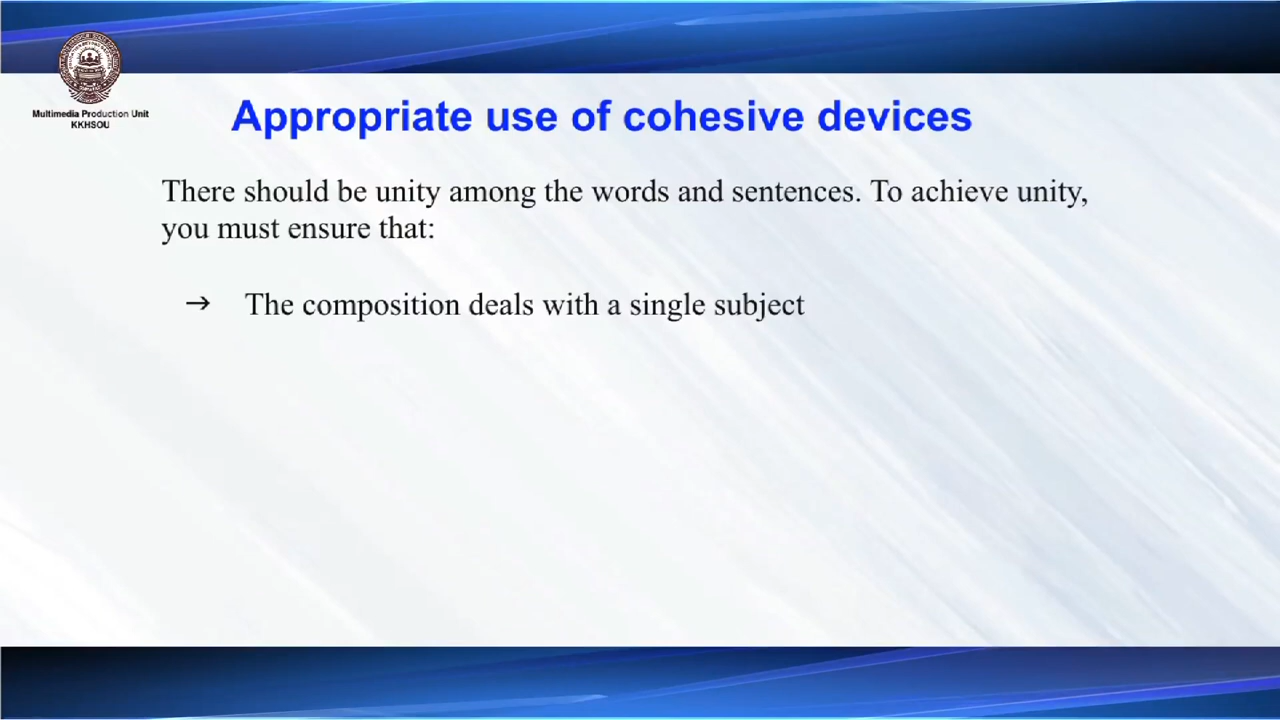 Multimedia Production Unit
KKHSOU
Appropriate use of cohesive devices
There should be unity among the words and sentences. To achieve unity,
you must ensure that:
→ The composition deals with a single subject